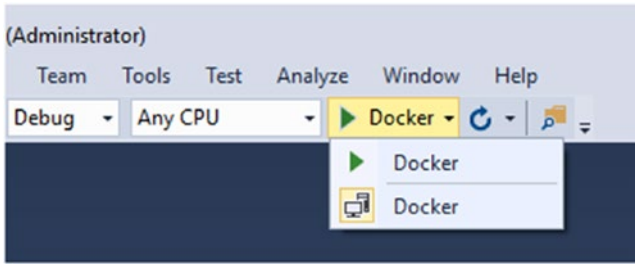 (Administrator)
Team Tools Test Analyze Window Help
Debug Any CPU Docker
Docker
Docker